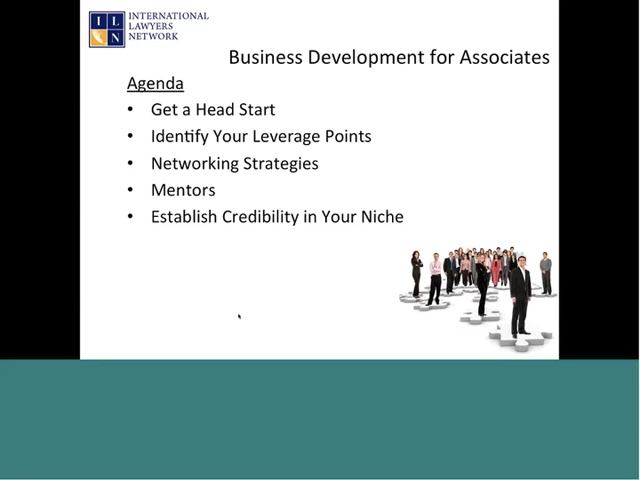 I L
N
INTERNATIONAL
LAWYERS
NETWORK
Business Development for Associates
Agenda
• Get a Head Start
• Identify Your Leverage Points
• Networking Strategies
• Mentors
• Establish Credibility in Your Niche